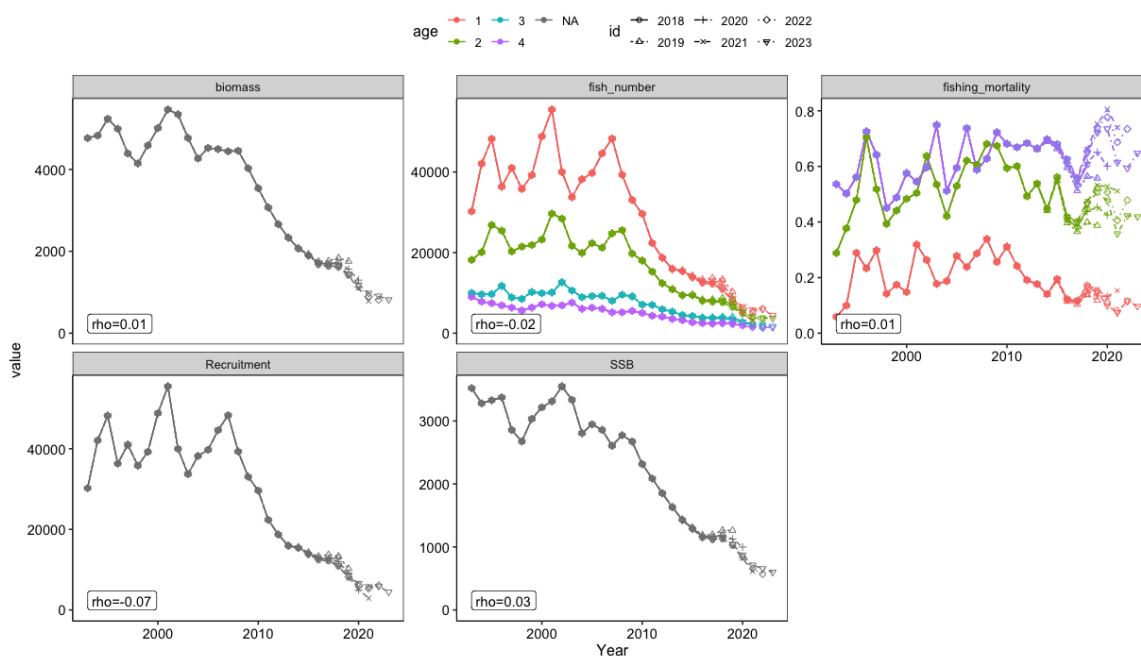 age 1 3 NA id 2018 2020 2022
2 4 2019 2021 2023
biomass fish_number fishing_mortality
4000 2000 0
rho=0.01
40000 20000 0
rho=-0.02
0.8 0.6 0.4 0.2 0.0
rho=0.01
2000 2010 2020
value
Recruitment SSB
40000 20000 0
rho=-0.07
3000 2000 1000 0
rho=0.03
2000 2010 2020
2000 2010 2020
Year